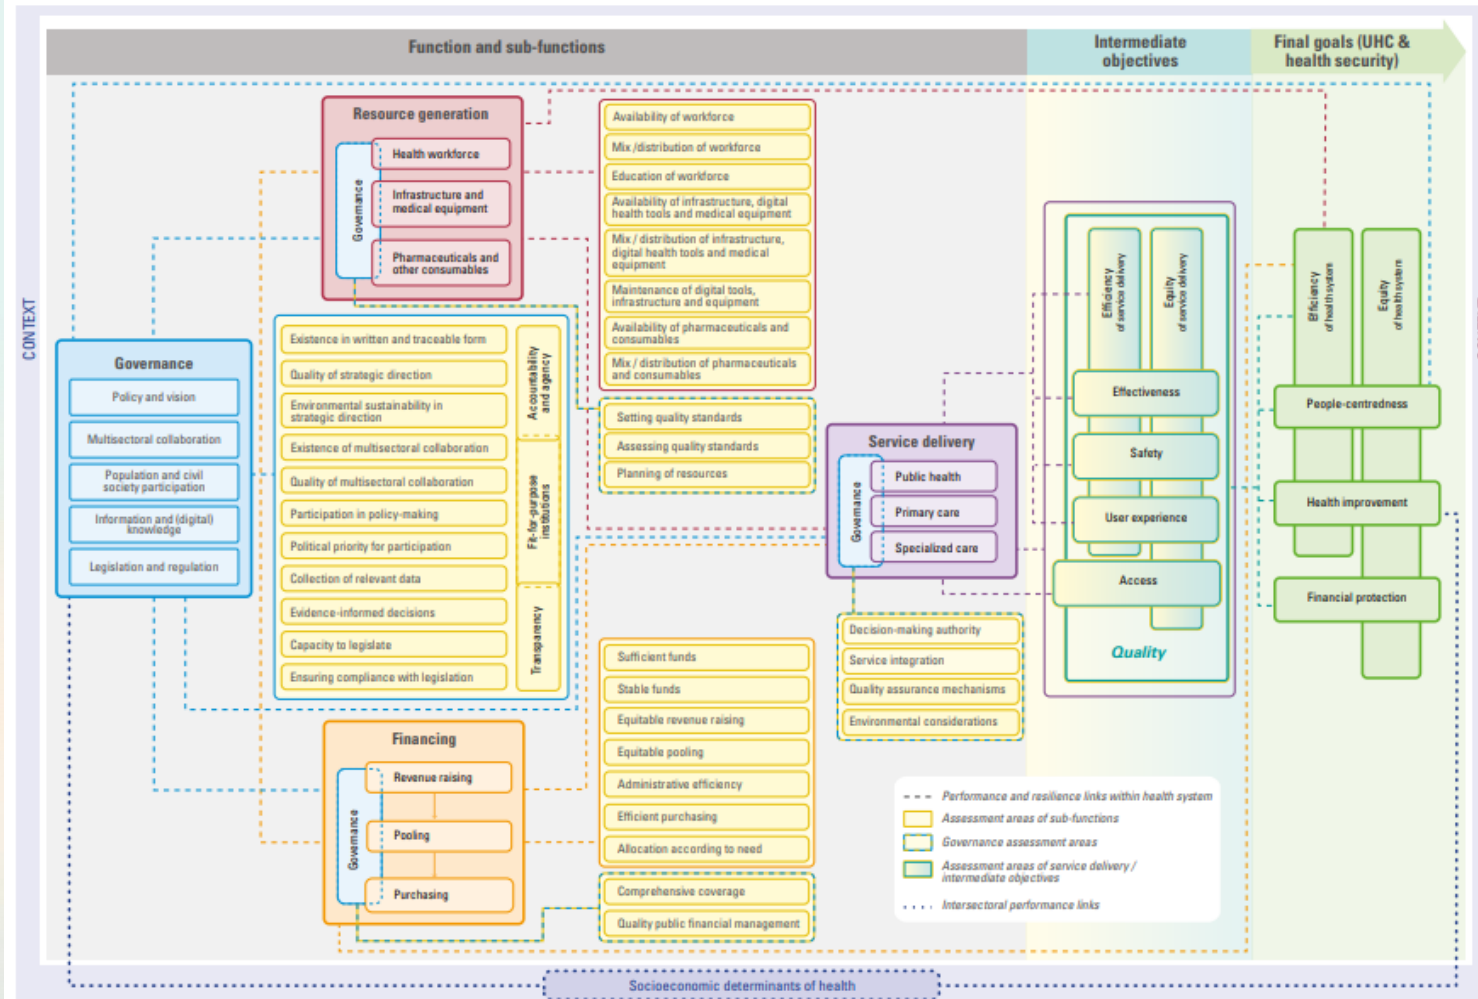 Function and sub-functions
Intermediate
objectives
Final goals (UHC &
health security)
CONTEXT
Resource generation
Governance
Health workforce
Infrastructure and
medical equipment
Pharmaceuticals and
other consumables
Availability of workforce
Mix /distribution of workforce
Education of workforce
Availability of infrastructure, digital
health tools and medical equipment
Mix / distribution of infrastructure,
digital health tools and medical
equipment
Maintenance of digital tools,
infrastructure and equipment
Availability of pharmaceuticals and
consumables
Mix / distribution of pharmaceuticals
and consumables
Setting quality standards
Assessing quality standards
Planning of resources
Governance
Policy and vision
Multisectoral collaboration
Population and civil
society participation
Information and (digital)
knowledge
Legislation and regulation
Existence in written and traceable form
Quality of strategic direction
Environmental sustainability in
strategic direction
Existence of multisectoral collaboration
Quality of multisectoral collaboration
Participation in policy-making
Political priority for participation
Collection of relevant data
Evidence-informed decisions
Capacity to legislate
Ensuring compliance with legislation
Accountability
and agency
Fit-for-purpose
institutions
Transparency
Financing
Governance
Revenue raising
Pooling
Purchasing
Sufficient funds
Stable funds
Equitable revenue raising
Equitable pooling
Administrative efficiency
Efficient purchasing
Allocation according to need
Comprehensive coverage
Quality public financial management
Service delivery
Governance
Public health
Primary care
Specialized care
Decision-making authority
Service integration
Quality assurance mechanisms
Environmental considerations
Efficiency
of service delivery
Equity
of service delivery
Effectiveness
Safety
User experience
Access
Quality
Efficiency
of health system
Equity
of health system
People-centredness
Health improvement
Financial protection
Performance and resilience links within health system
Assessment areas of sub-functions
Governance assessment areas
Assessment areas of service delivery /
intermediate objectives
Intersectoral performance links
Socioeconomic determinants of health